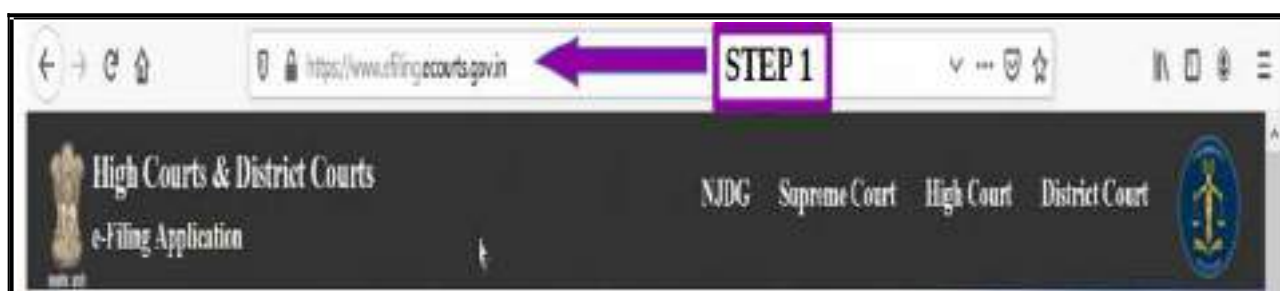 https://www.efiling.ecourts.gov.in
STEP 1
High Courts & District Courts
e-Filing Application
NJDG Supreme Court High Court District Court